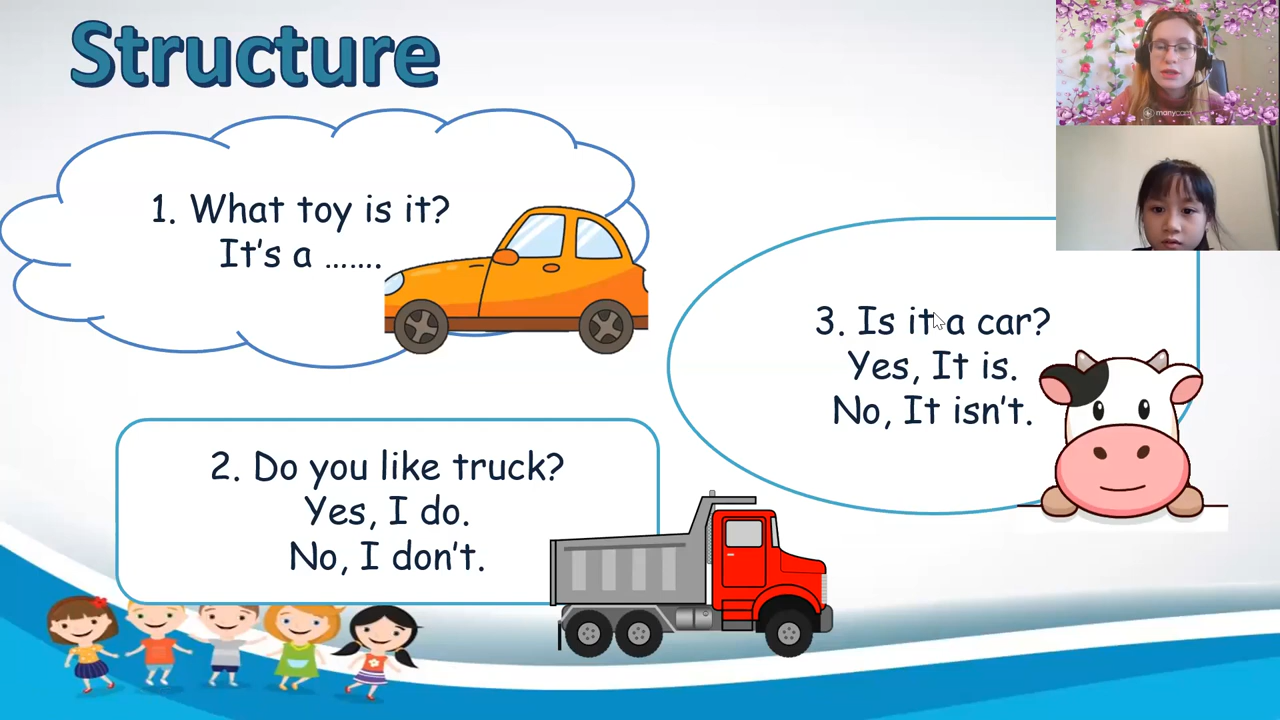 Structure
1. What toy is it?
It's a .......
3. Is it a car?
Yes, It is.
No, It isn't.
2. Do you like truck?
Yes, I do.
No, I don't.
manycam